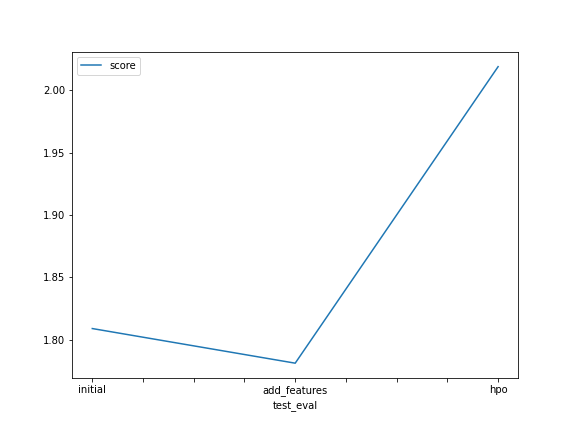 score
2.00
1.95
1.90
1.85
1.80
initial
add_features
hpo
test_eval